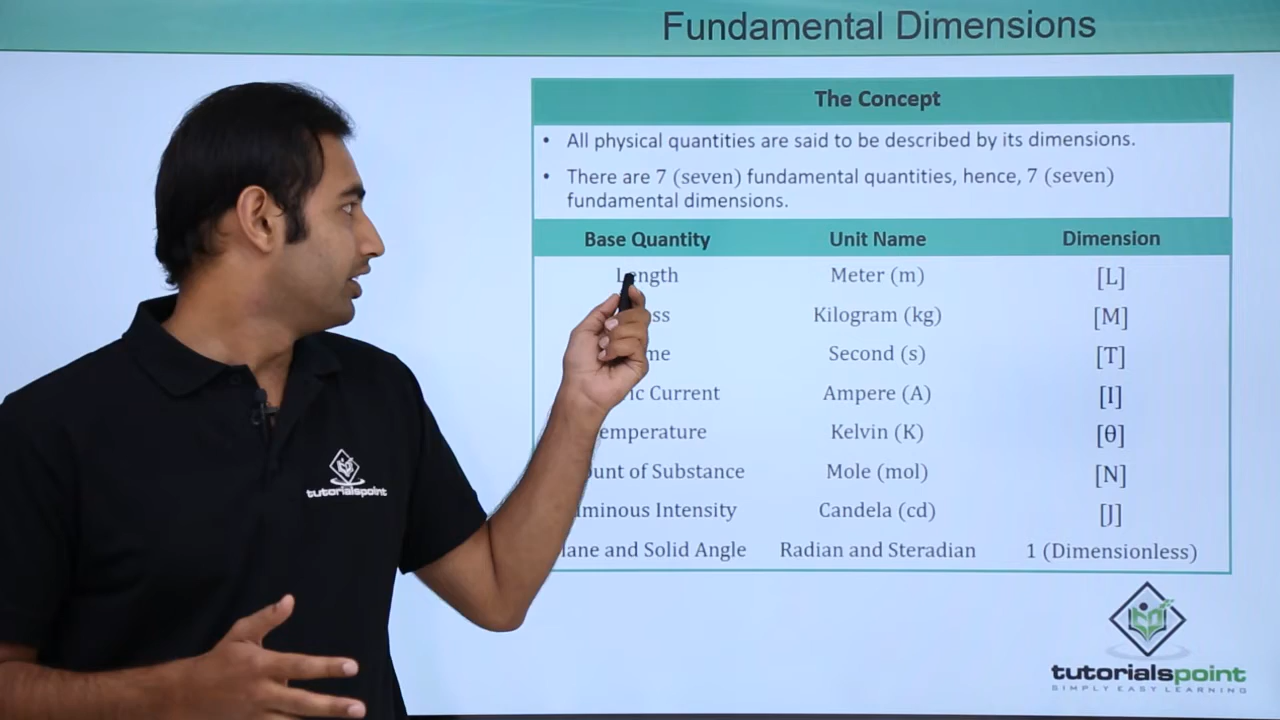 Fundamental Dimensions
The Concept
• All physical quantities are said to be described by its dimensions.
• There are 7 (seven) fundamental quantities, hence, 7 (seven)
fundamental dimensions.
Base Quantity Unit Name Dimension
Length Meter (m) [L]
Kilogram (kg) [M]
Second (s) [T]
Current Ampere (A) [I]
Kelvin (K) [θ]
of Substance Mole (mol) [N]
Intensity Candela (cd) [J]
and Solid Angle Radian and Steradian 1 (Dimensionless)
tutorialspoint
tutorialspoint
SIMPLY EASY LEARNING